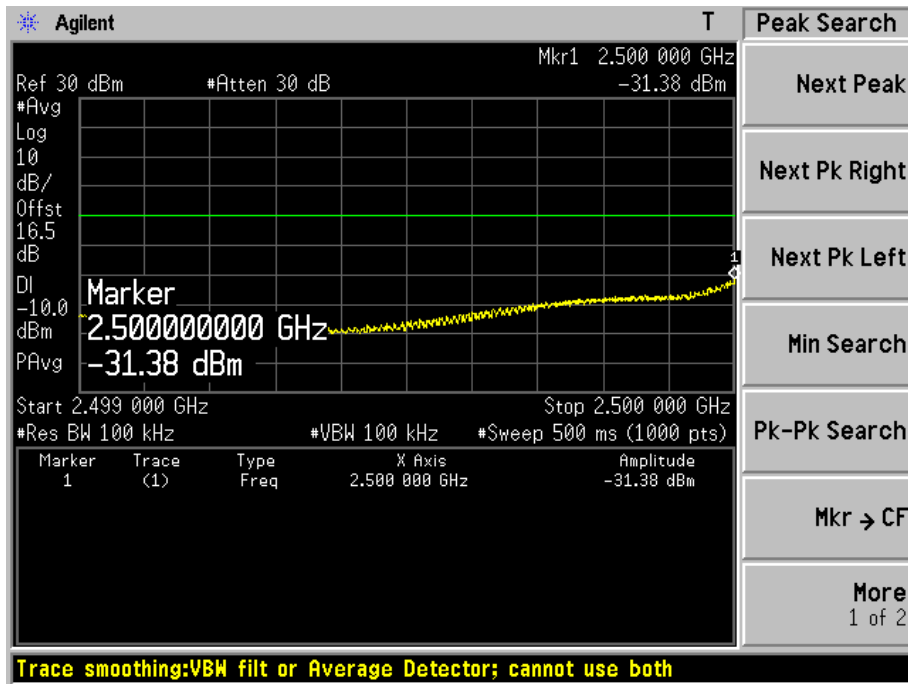 Agilent T Peak Search
Mkr1 2.500 000 GHz
Ref 30 dBm #Atten 30 dB -31.38 dBm
#Avg
Log
10
dB/
Offst
16.5
dB
DI
-10.0
dBm
PAvg
1
Marker
2.500000000 GHz
-31.38 dBm
Start 2.499 000 GHz Stop 2.500 000 GHz
#Res BW 100 kHz #VBW 100 kHz #Sweep 500 ms (1000 pts)
Marker Trace Type X Axis Amplitude
1 (1) Freq 2.500 000 GHz -31.38 dBm
Next Peak
Next Pk Right
Next Pk Left
Min Search
Pk-Pk Search
Mkr → CF
More
1 of 2
Trace smoothing:VBW filt or Average Detector; cannot use both